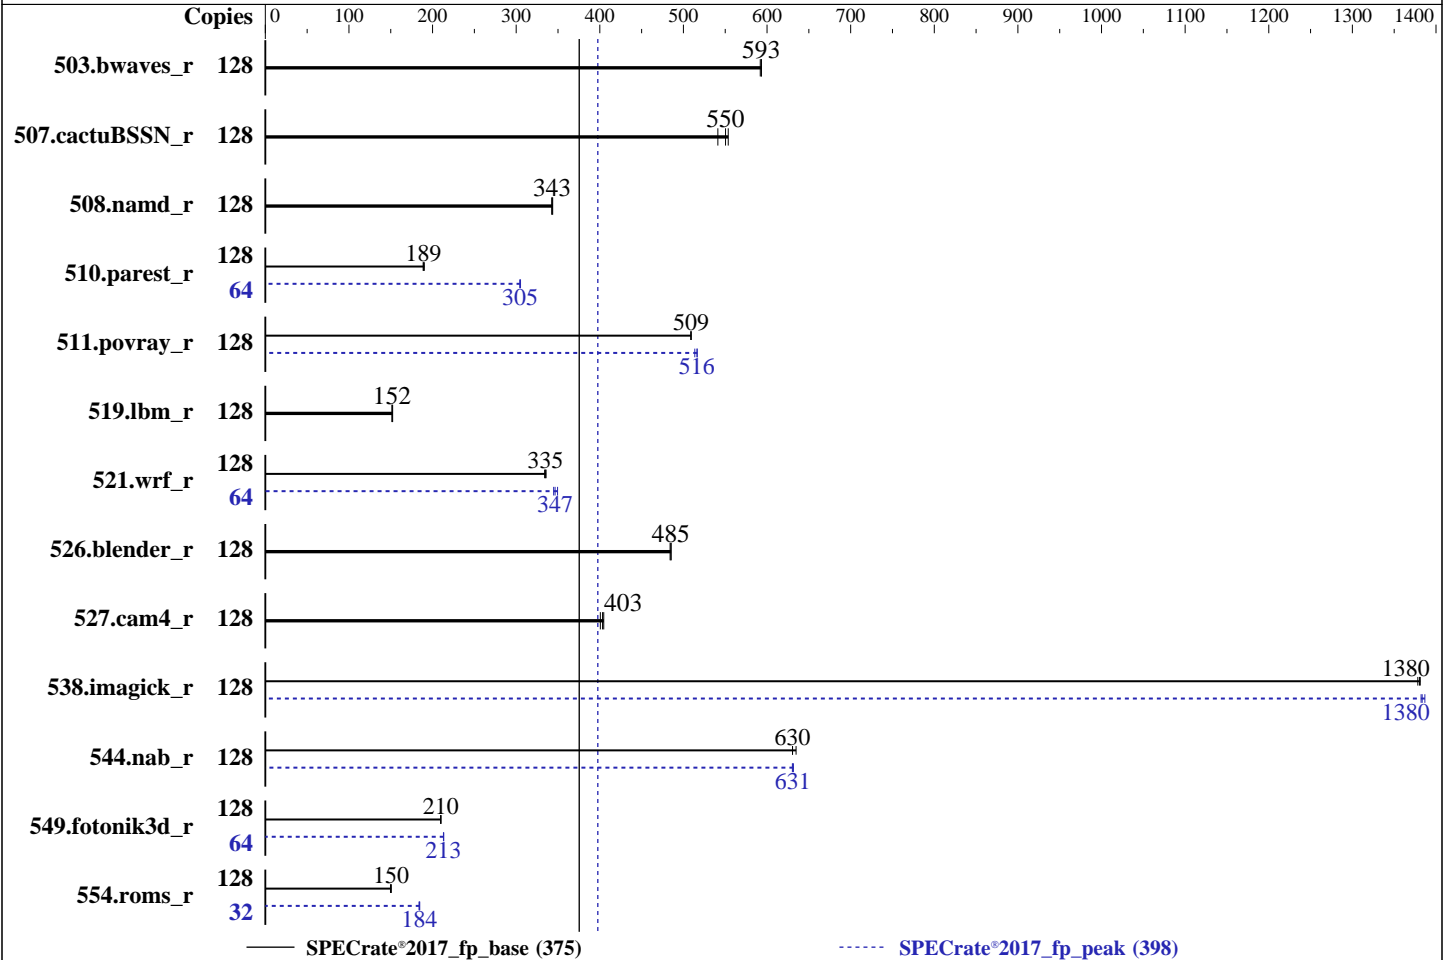 Copies 0 100 200 300 400 500 600 700 800 900 1000 1100 1200 1300 1400
503.bwaves_r 128 593
507.cactuBSSN_r 128 550
508.namd_r 128 343
510.parest_r 128 189
64 305
511.povray_r 128 509
516
519.lbm_r 128 152
521.wrf_r 128 335
64 347
526.blender_r 128 485
527.cam4_r 128 403
538.imagick_r 128 1380
1380
544.nab_r 128 630
631
549.fotonik3d_r 128 210
64 213
554.roms_r 128 150
32 184
SPECrate®2017_fp_base (375) SPECrate®2017_fp_peak (398)